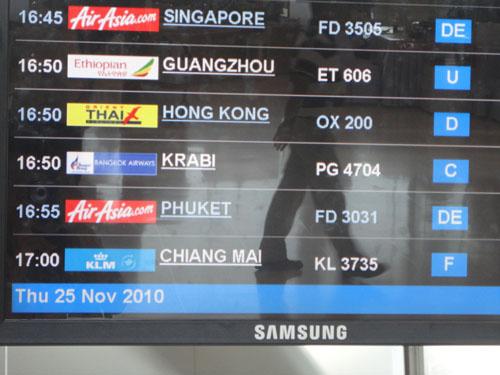 16:45 AirAsia.com SINGAPORE FD 3505 DE
16:50 Ethiopian GUANGZHOU ET 606 U
16:50 ORIENT THAI HONG KONG OX 200 D
16:50 BANGKOK AIRWAYS KRABI PG 4704 C
16:55 AirAsia.com PHUKET FD 3031 DE
17:00 KLM CHIANG MAI KL 3735 F
Thu 25 Nov 2010
SAMSUNG